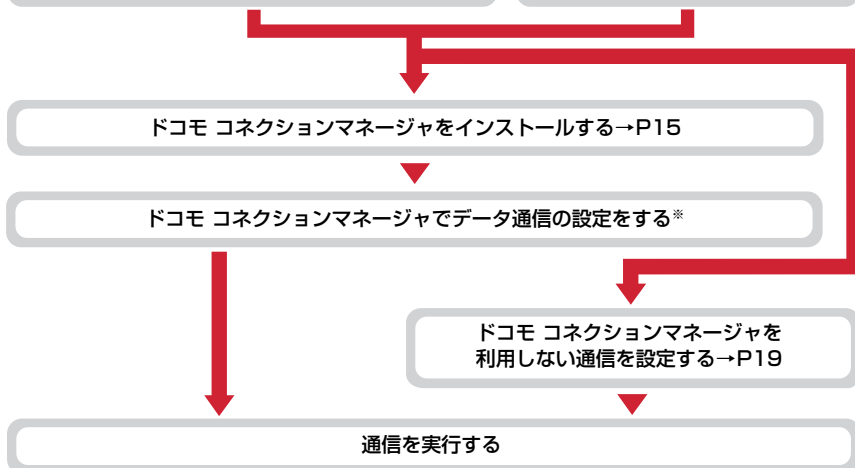 ドコモ コネクションマネージャをインストールする→P15
ドコモ コネクションマネージャでデータ通信の設定をする※
ドコモ コネクションマネージャを
利用しない通信を設定する→P19
通信を実行する